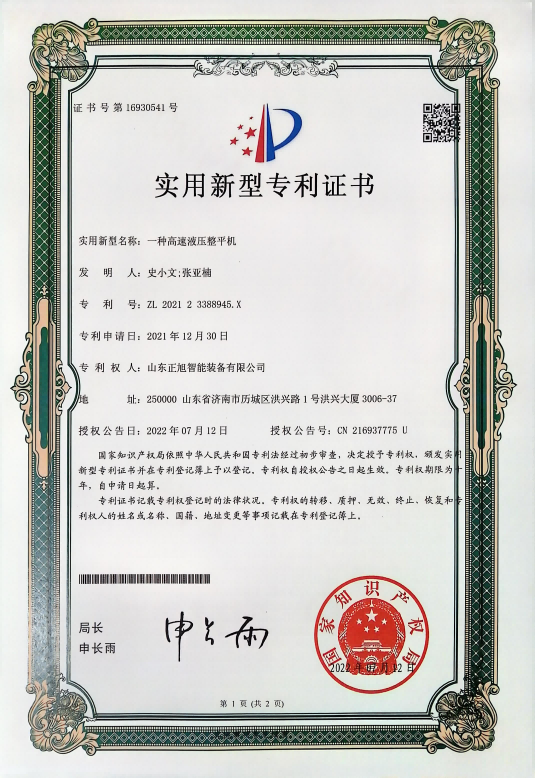 证书号第16930541号
实用新型专利证书
实用新型名称：一种高速液压整平机
发明人：史小文;张亚楠
专利号：ZL 2021 2 3388945.X
专利申请日：2021年12月30日
专利权人：山东正旭智能装备有限公司
地址：250000 山东省济南市历城区洪兴路1号洪兴大厦3006-37
授权公告日：2022年07月12日 授权公告号：CN 216937775 U
国家知识产权局依照中华人民共和国专利法经过初步审查，决定授予专利权，颁发实用
新型专利证书并在专利登记簿上予以登记。专利权自授权公告之日起生效。专利权期限为十
年，自申请日起算。
专利证书记载专利权登记时的法律状况。专利权的转移、质押、无效、终止、恢复和专
利权人的姓名或名称、国籍、地址变更等事项记载在专利登记簿上。
局长
申长雨
申长雨
国家知识产权局
2022年07月12日
第1页(共2页)